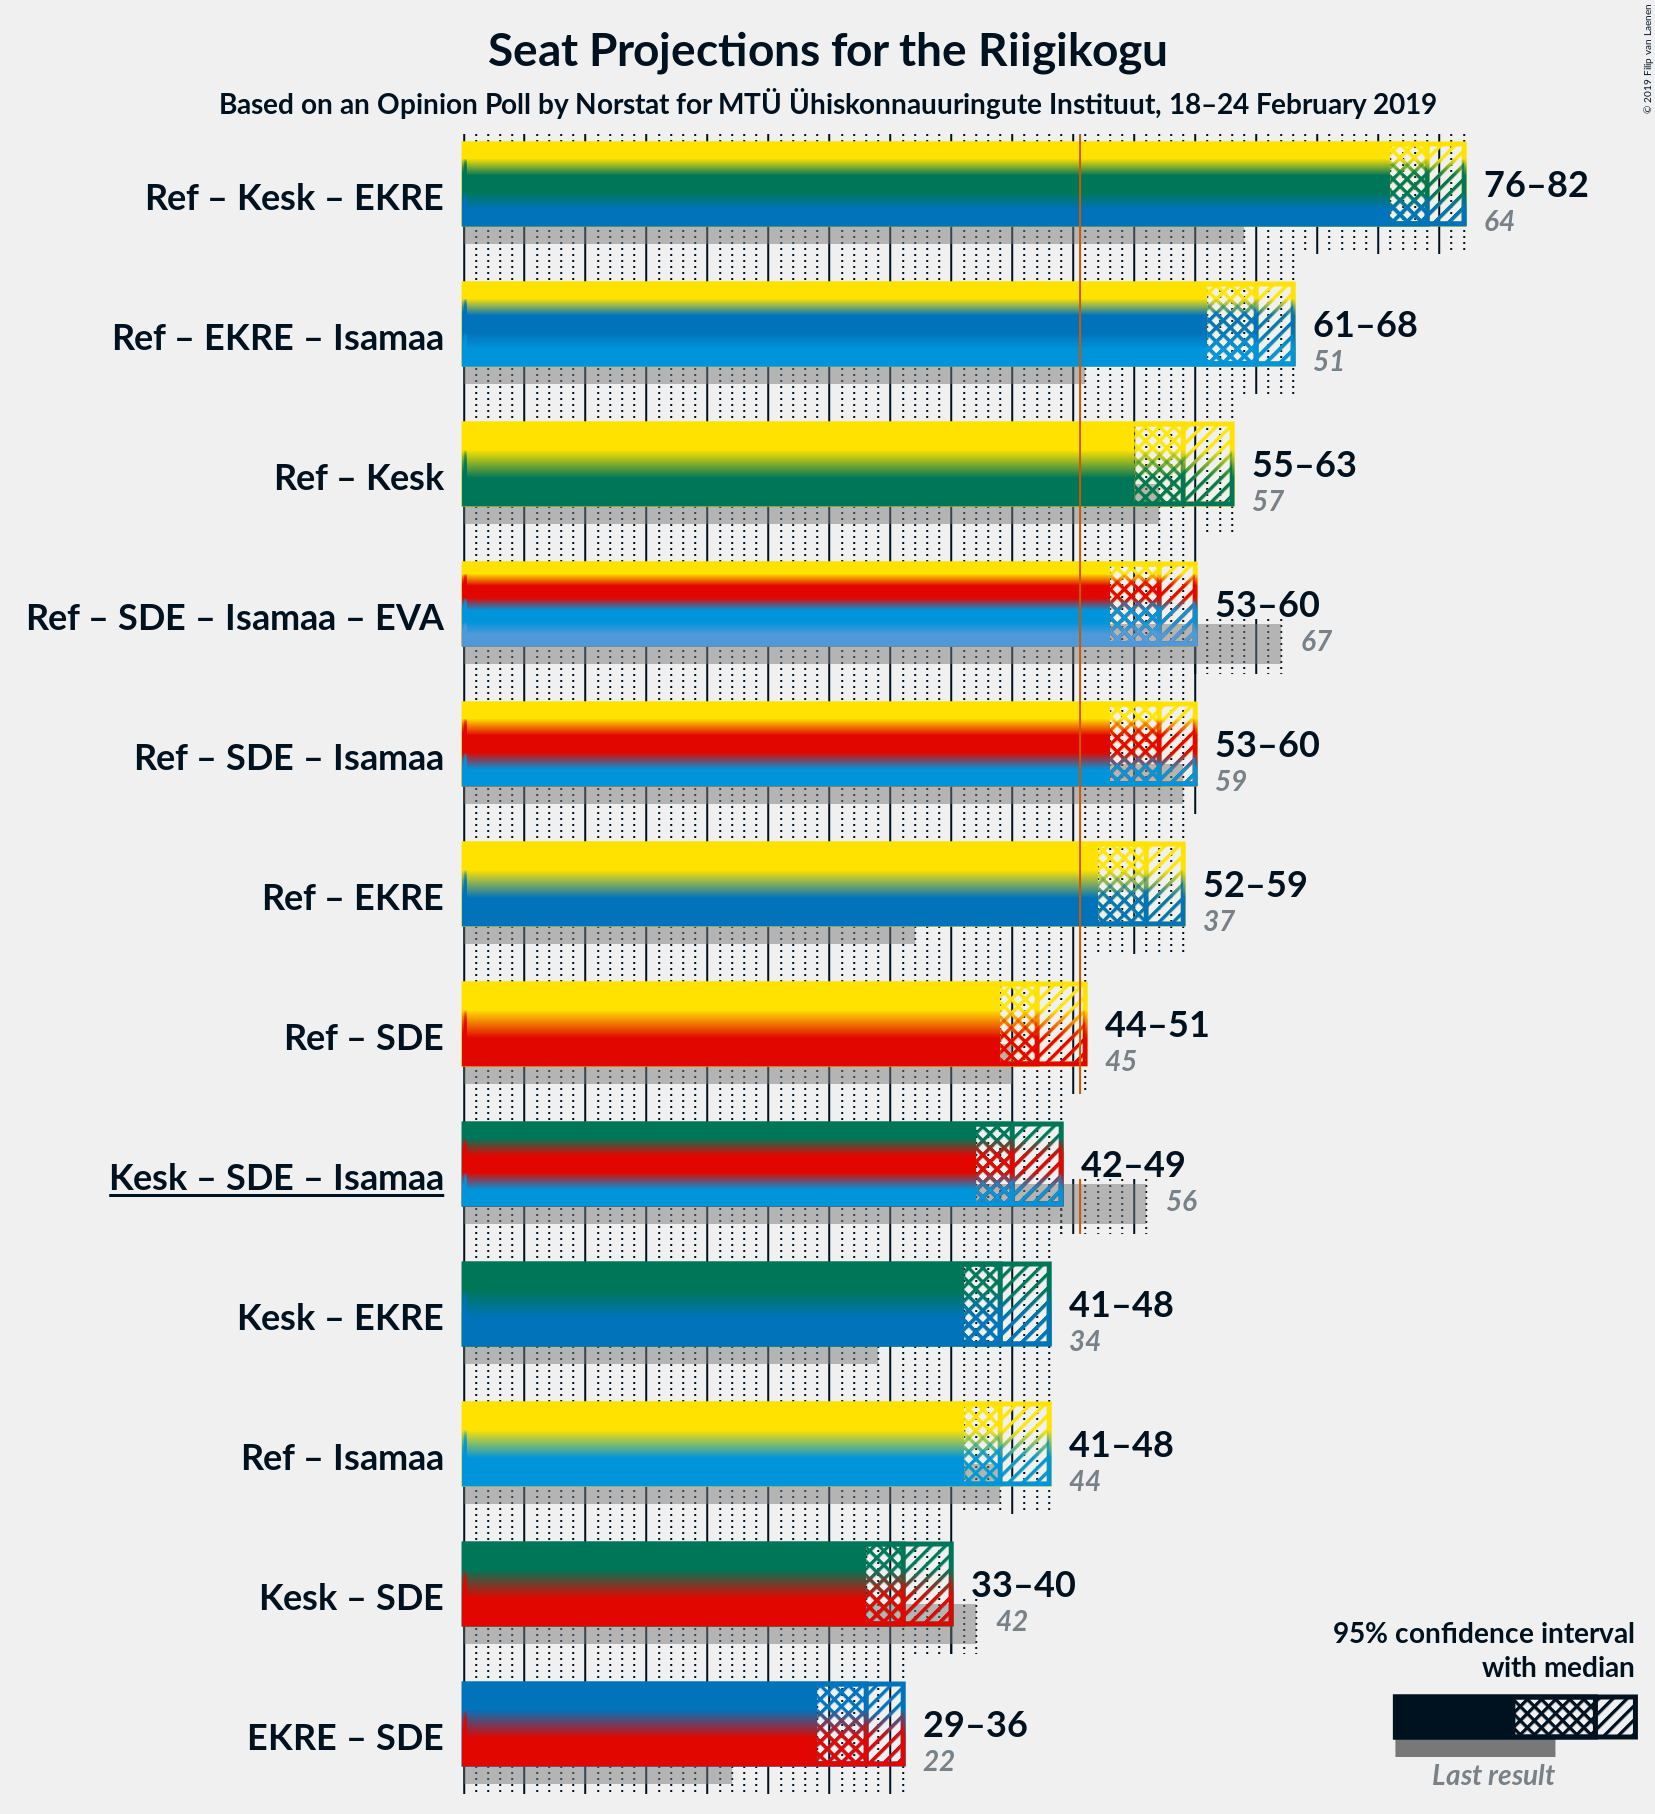 Seat Projections for the Riigikogu
Based on an Opinion Poll by Norstat for MTÜ Ühiskonnauuringute Instituut, 18–24 February 2019
© 2019 Filip van Laenen
Ref – Kesk – EKRE
76–82
64
Ref – EKRE – Isamaa
61–68
51
Ref – Kesk
55–63
57
Ref – SDE – Isamaa – EVA
53–60
67
Ref – SDE – Isamaa
53–60
59
Ref – EKRE
52–59
37
Ref – SDE
44–51
45
Kesk – SDE – Isamaa
42–49
56
Kesk – EKRE
41–48
34
Ref – Isamaa
41–48
44
Kesk – SDE
33–40
42
EKRE – SDE
29–36
22
95% confidence interval
with median
Last result